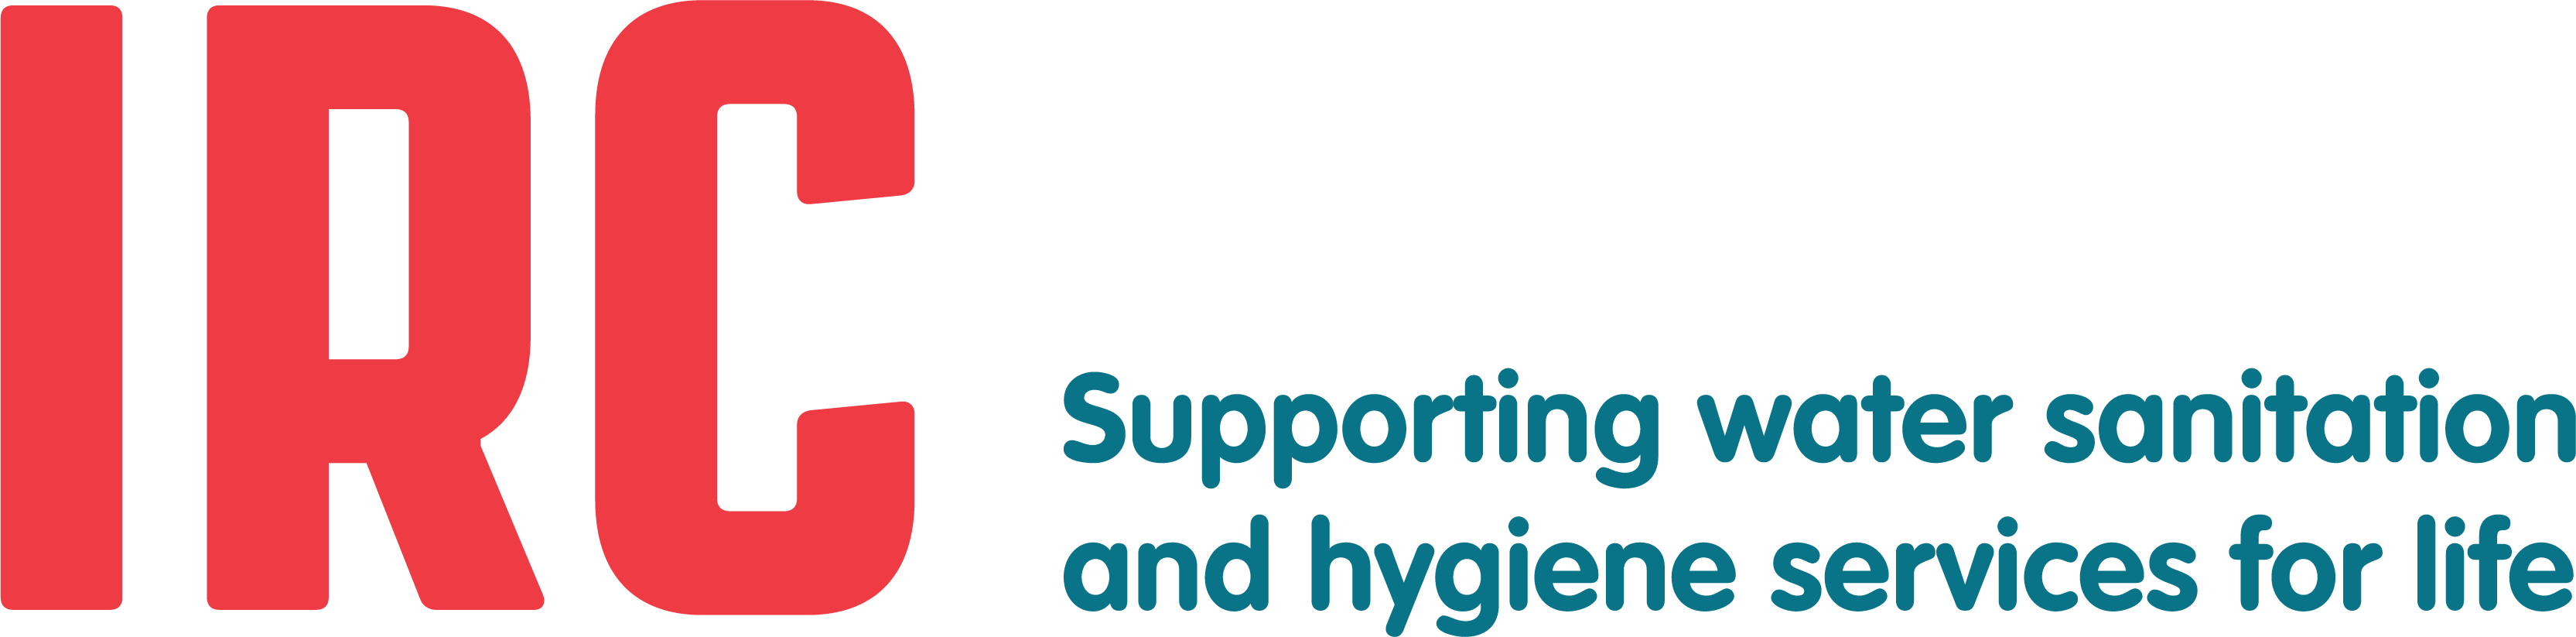 IRC
Supporting water sanitation
and hygiene services for life